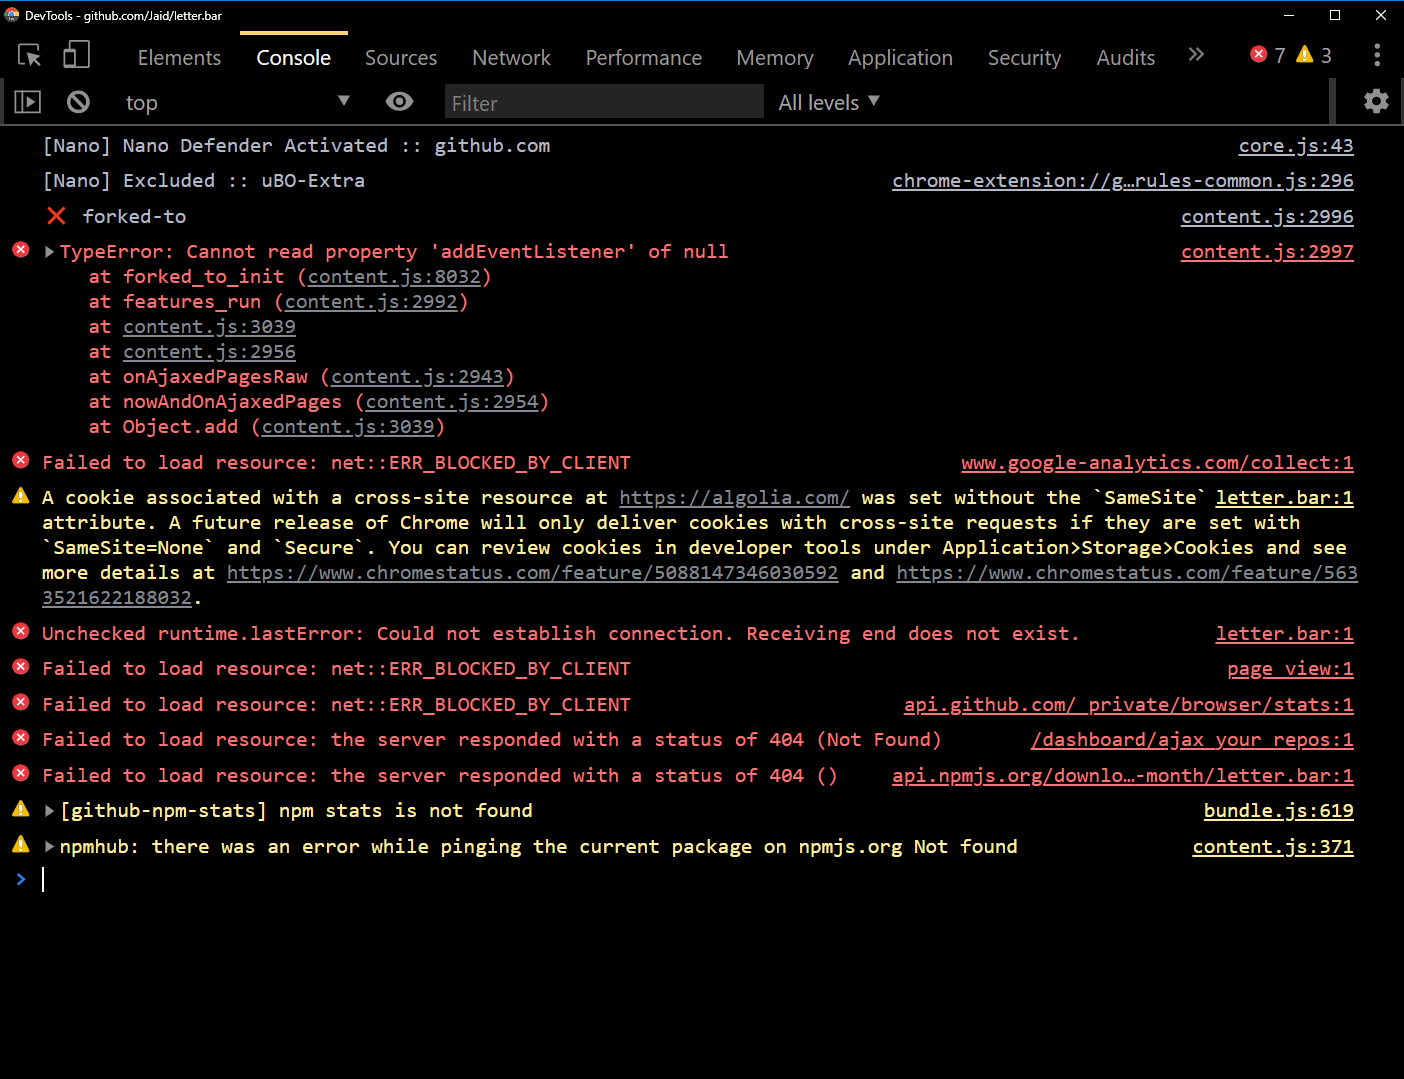 DevTools - github.com/Jaid/letter.bar
Elements Console Sources Network Performance Memory Application Security Audits » 7 3
top Filter All levels
[Nano] Nano Defender Activated :: github.com core.js:43
[Nano] Excluded :: uBO-Extra chrome-extension://g…rules-common.js:296
❌ forked-to content.js:2996
TypeError: Cannot read property 'addEventListener' of null content.js:2997
at forked_to_init (content.js:8032)
at features_run (content.js:2992)
at content.js:3039
at content.js:2956
at onAjaxedPagesRaw (content.js:2943)
at nowAndOnAjaxedPages (content.js:2954)
at Object.add (content.js:3039)
Failed to load resource: net::ERR_BLOCKED_BY_CLIENT www.google-analytics.com/collect:1
A cookie associated with a cross-site resource at https://algolia.com/ was set without the `SameSite` letter.bar:1
attribute. A future release of Chrome will only deliver cookies with cross-site requests if they are set with
`SameSite=None` and `Secure`. You can review cookies in developer tools under Application>Storage>Cookies and see
more details at https://www.chromestatus.com/feature/5088147346030592 and https://www.chromestatus.com/feature/563
3521622188032.
Unchecked runtime.lastError: Could not establish connection. Receiving end does not exist. letter.bar:1
Failed to load resource: net::ERR_BLOCKED_BY_CLIENT page_view:1
Failed to load resource: net::ERR_BLOCKED_BY_CLIENT api.github.com/_private/browser/stats:1
Failed to load resource: the server responded with a status of 404 (Not Found) /dashboard/ajax_your_repos:1
Failed to load resource: the server responded with a status of 404 () api.npmjs.org/downlo…-month/letter.bar:1
[github-npm-stats] npm stats is not found bundle.js:619
npmhub: there was an error while pinging the current package on npmjs.org Not found content.js:371
>